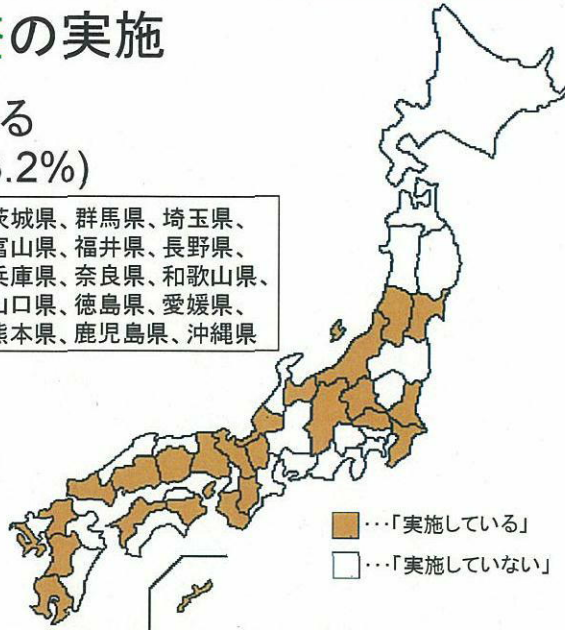 の実施
る
.2%)
茨城県、群馬県、埼玉県、
富山県、福井県、長野県、
兵庫県、奈良県、和歌山県、
山口県、徳島県、愛媛県、
熊本県、鹿児島県、沖縄県
…「実施している」
…「実施していない」